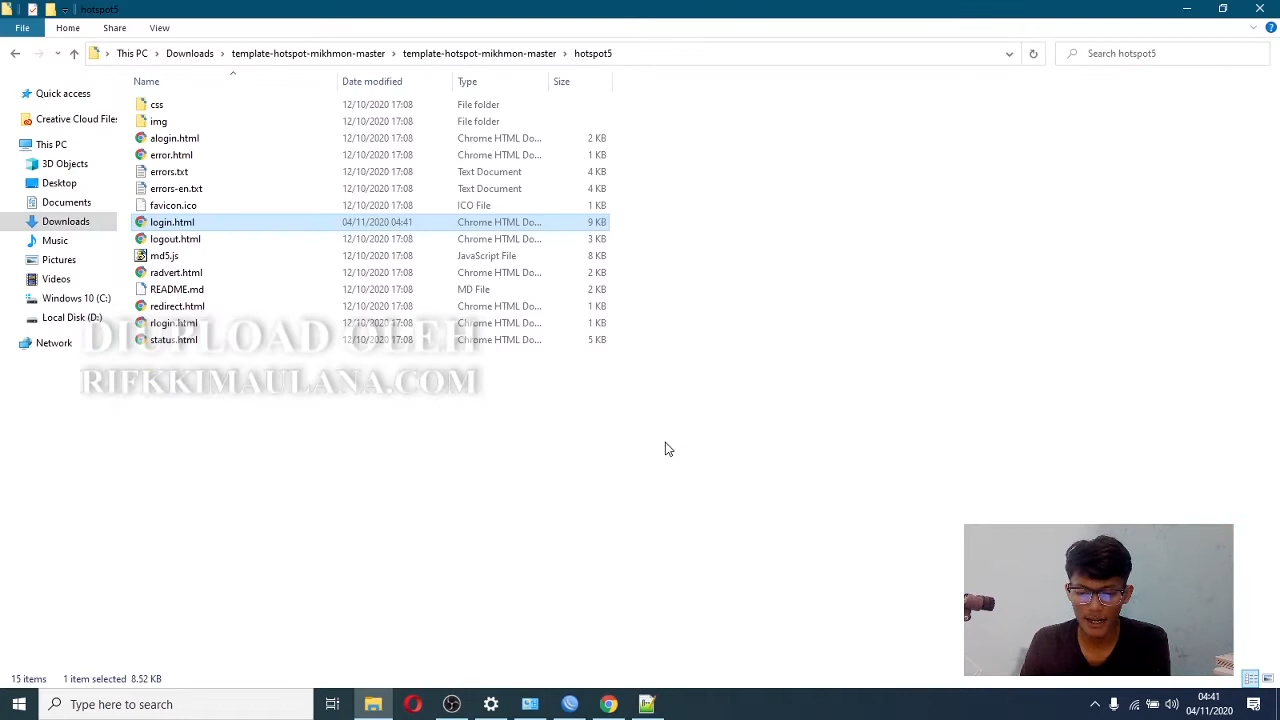 hotspot5
File Home Share View
This PC Downloads template-hotspot-mikhmon-master template-hotspot-mikhmon-master hotspot5 Search hotspot5
Name Date modified Type Size
Quick access
Creative Cloud Files
This PC
3D Objects
Desktop
Documents
Downloads
Music
Pictures
Videos
Windows 10 (C:)
Local Disk (D:)
Network
css 12/10/2020 17:08 File folder
img 12/10/2020 17:08 File folder
alogin.html 12/10/2020 17:08 Chrome HTML Do... 2 KB
error.html 12/10/2020 17:08 Chrome HTML Do... 1 KB
errors.txt 12/10/2020 17:08 Text Document 4 KB
errors-en.txt 12/10/2020 17:08 Text Document 4 KB
favicon.ico 12/10/2020 17:08 ICO File 1 KB
login.html 04/11/2020 04:41 Chrome HTML Do... 9 KB
logout.html 12/10/2020 17:08 Chrome HTML Do... 3 KB
md5.js 12/10/2020 17:08 JavaScript File 8 KB
radvert.html 12/10/2020 17:08 Chrome HTML Do... 2 KB
README.md 12/10/2020 17:08 MD File 2 KB
redirect.html 12/10/2020 17:08 Chrome HTML Do... 1 KB
rlogin.html 12/10/2020 17:08 Chrome HTML Do... 1 KB
status.html 12/10/2020 17:08 Chrome HTML Do... 5 KB
DIUPLOAD OLEH
RIFKKIMAULANA.COM
15 items 1 item selected 8.52 KB
Type here to search
04:41
04/11/2020